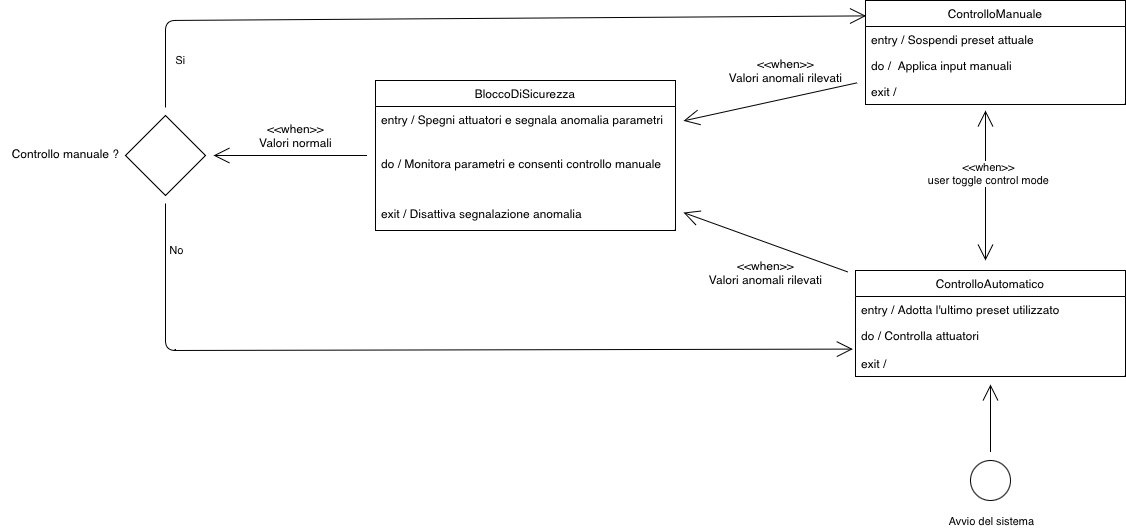 ControlloManuale
entry / Sospendi preset attuale
do /  Applica input manuali
exit /
Si
<<when>>
Valori anomali rilevati
BloccoDiSicurezza
entry / Spegni attuatori e segnala anomalia parametri
do / Monitora parametri e consenti controllo manuale
exit / Disattiva segnalazione anomalia
<<when>>
Valori normali
Controllo manuale ?
<<when>>
user toggle control mode
No
<<when>>
Valori anomali rilevati
ControlloAutomatico
entry / Adotta l'ultimo preset utilizzato
do / Controlla attuatori
exit /
Avvio del sistema